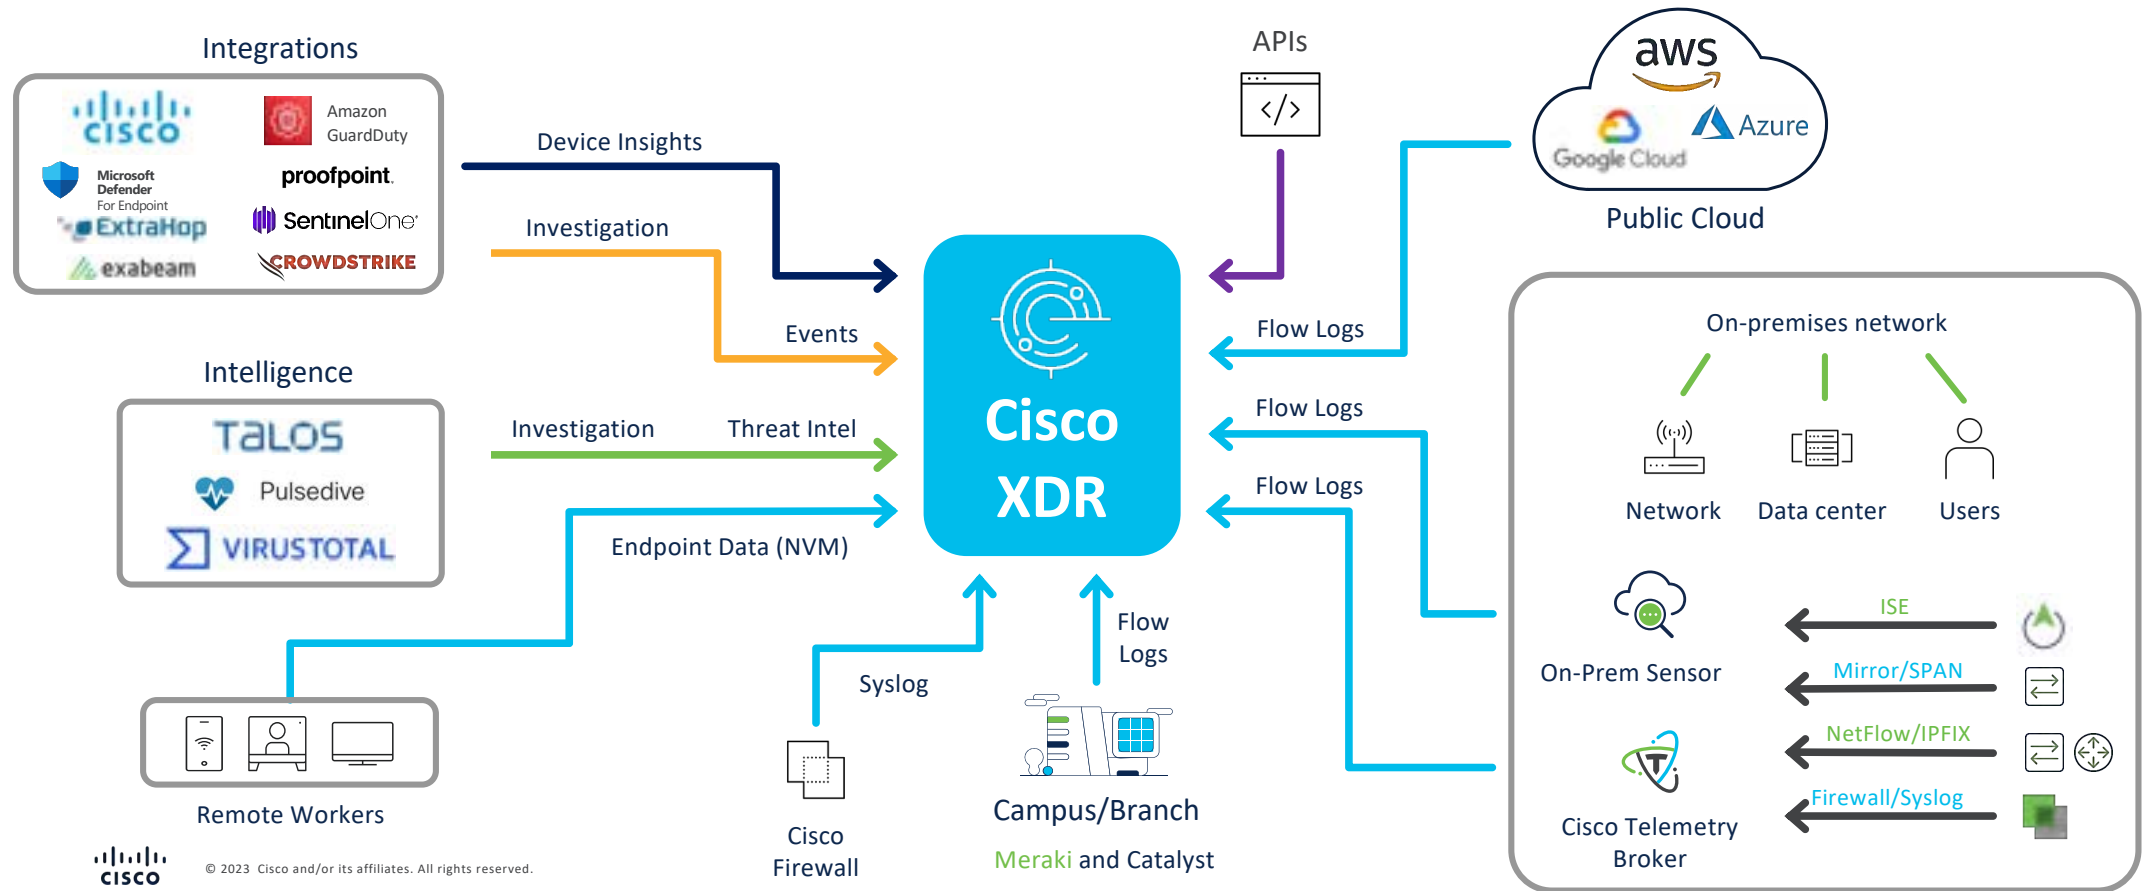 Integrations
CISCO
Amazon
GuardDuty
Microsoft
Defender
For Endpoint
proofpoint.
ExtraHop
SentinelOne
exabeam
CROWDSTRIKE
Device Insights
Investigation
Events
Intelligence
TALOS
Pulsedive
VIRUSTOTAL
Investigation
Threat Intel
Endpoint Data (NVM)
Remote Workers
APIs
</>
Cisco
XDR
Syslog
Cisco
Firewall
Flow
Logs
Campus/Branch
Meraki and Catalyst
aws
Google Cloud
Azure
Public Cloud
Flow Logs
Flow Logs
Flow Logs
On-premises network
Network
Data center
Users
On-Prem Sensor
ISE
Mirror/SPAN
NetFlow/IPFIX
Firewall/Syslog
T
Cisco Telemetry
Broker
CISCO
© 2023 Cisco and/or its affiliates. All rights reserved.